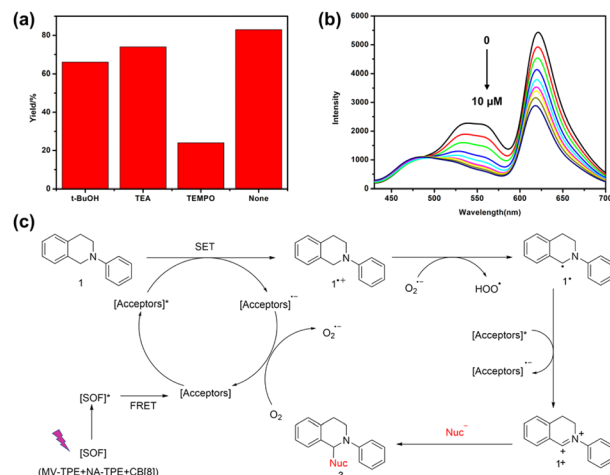 (a)
80
60
40
20
0
Yield/%
t-BuOH TEA TEMPO None
(b)
6000
5000
4000
3000
2000
1000
0
Intensity
0
10 μM
450 500 550 600 650 700
Wavelength(nm)
(c)
1
SET
1•+
O2•−
HOO•
1•
[Acceptors]*
[Acceptors]•−
O2•−
[Acceptors]*
[Acceptors]•−
[SOF]*
FRET
[Acceptors]
O2
Nuc−
1+
Nuc
3
[SOF]
(MV-TPE+NA-TPE+CB[8])
N
N
N
N
N+
+